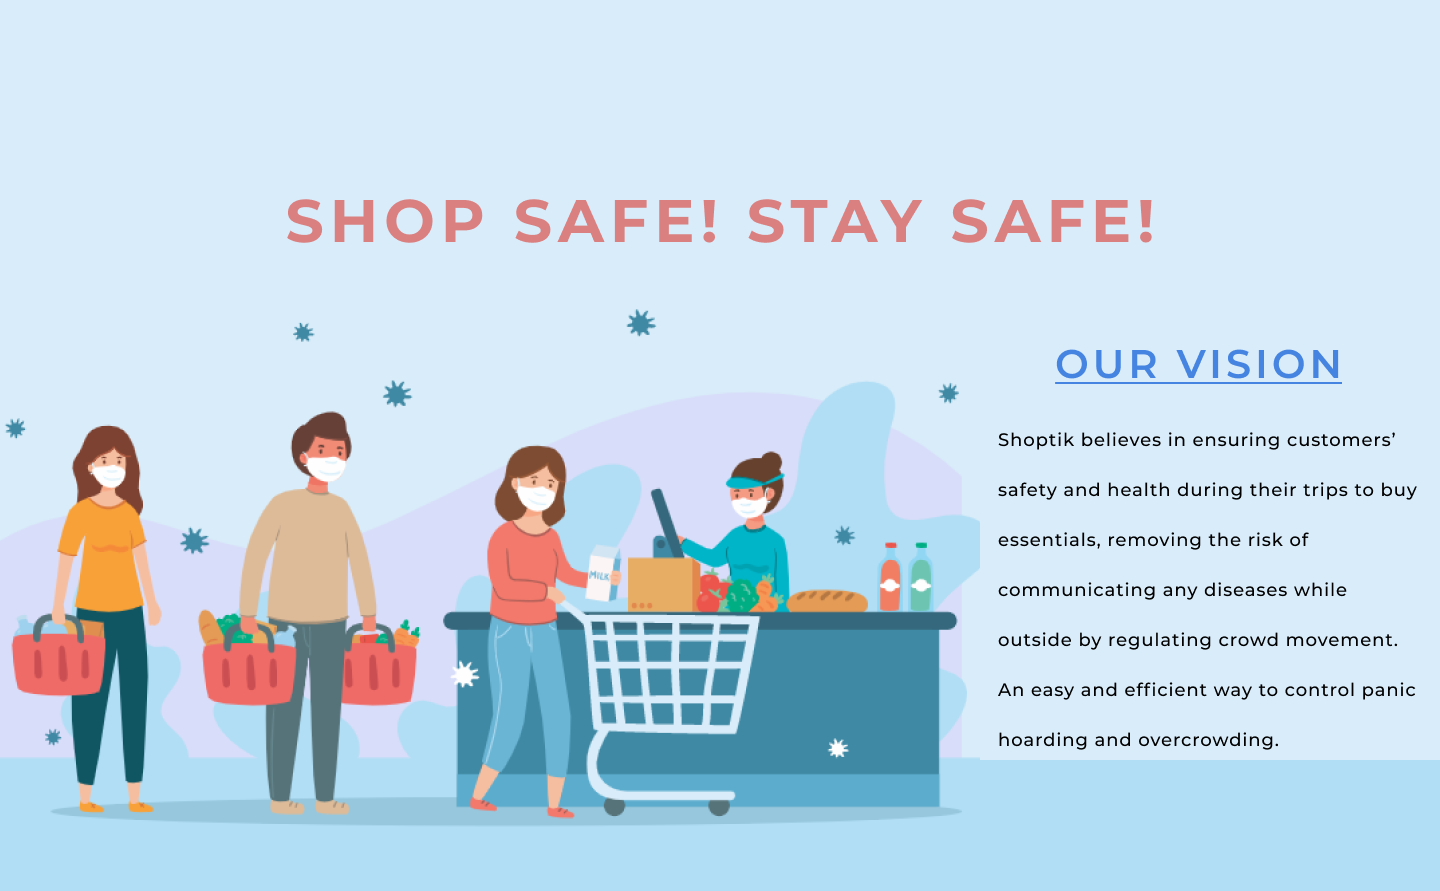 SHOP SAFE! STAY SAFE!
OUR VISION
Shoptik believes in ensuring customers’
safety and health during their trips to buy
essentials, removing the risk of
communicating any diseases while
outside by regulating crowd movement.
An easy and efficient way to control panic
hoarding and overcrowding.
MILK